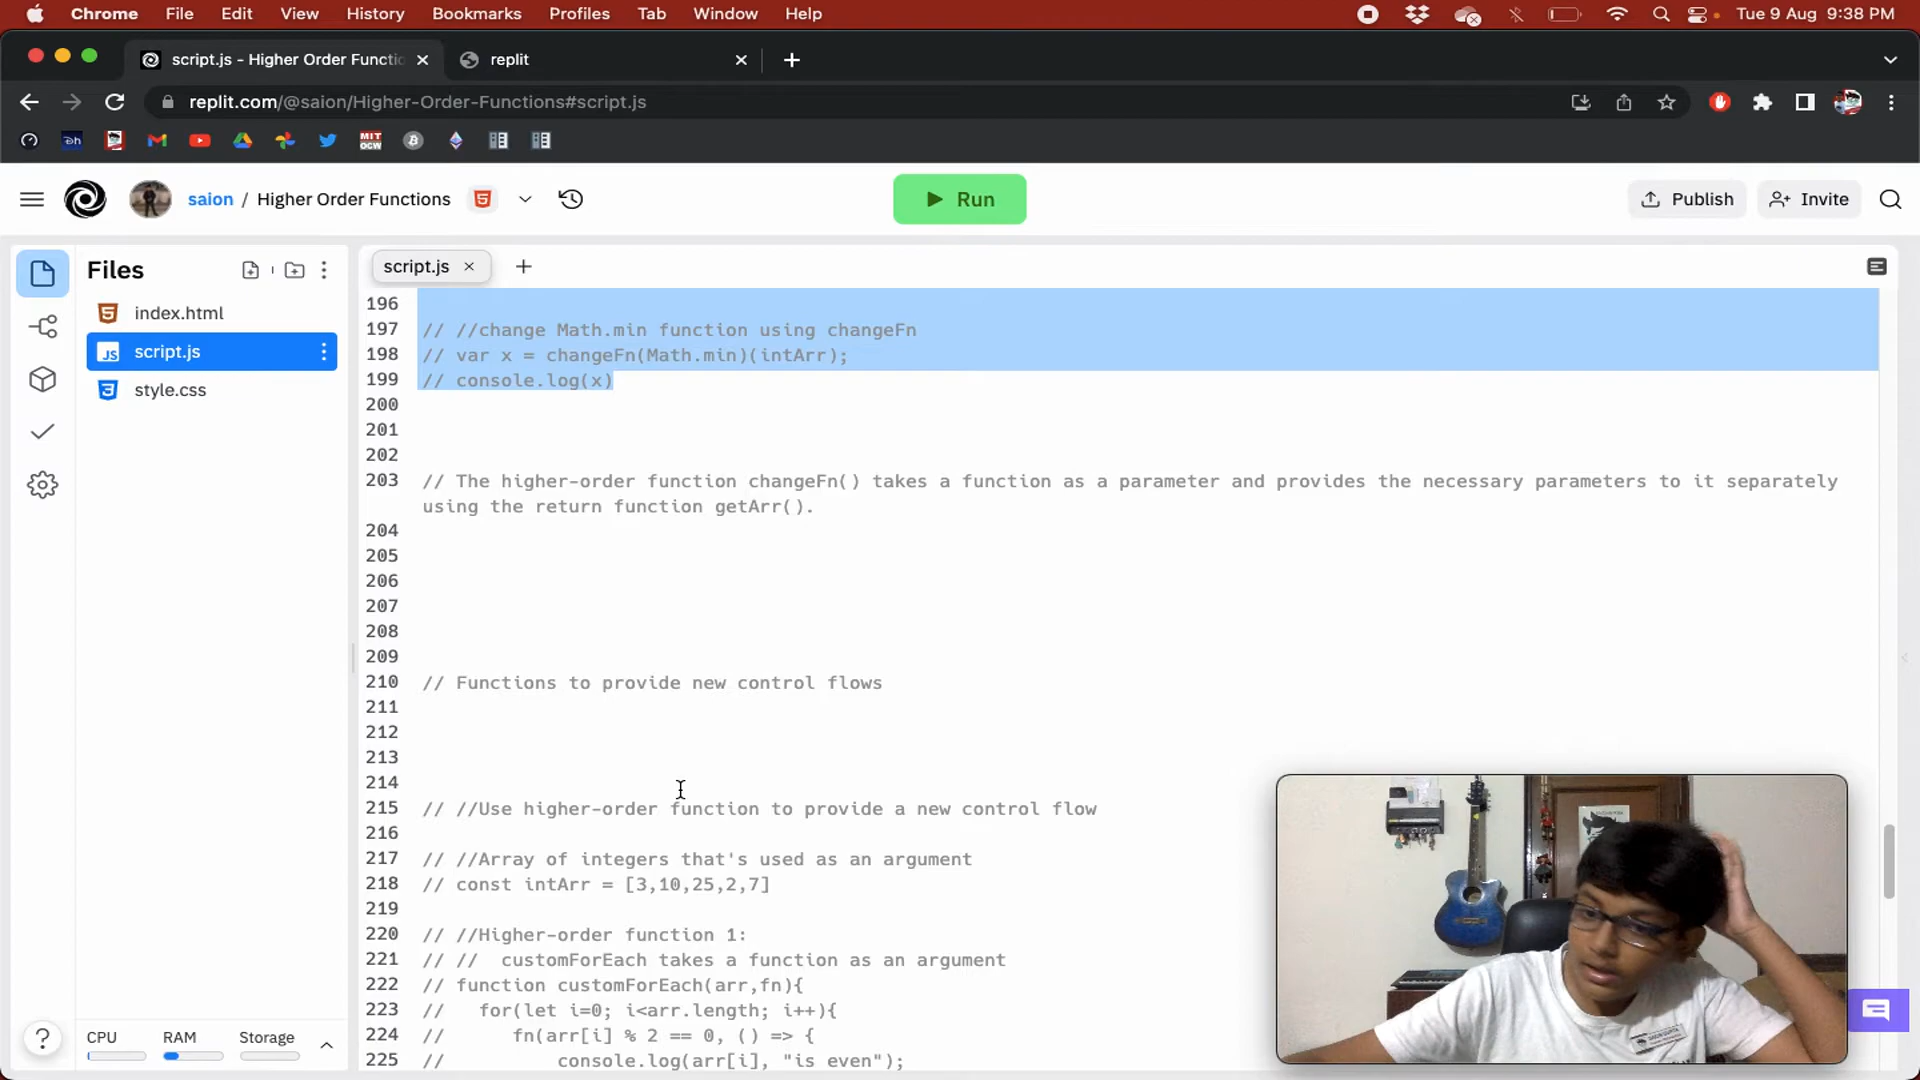 Chrome File Edit View History Bookmarks Profiles Tab Window Help Tue 9 Aug 9:38 PM
script.js - Higher Order Functi
replit
replit.com/@saion/Higher-Order-Functions#script.js
MIT OCW
saion / Higher Order Functions
Run
Publish
Invite
Files
index.html
script.js
style.css
script.js
196
197 // //change Math.min function using changeFn
198 // var x = changeFn(Math.min)(intArr);
199 // console.log(x)
200
201
202
203 // The higher-order function changeFn() takes a function as a parameter and provides the necessary parameters to it separately
using the return function getArr().
204
205
206
207
208
209
210 // Functions to provide new control flows
211
212
213
214
215 // //Use higher-order function to provide a new control flow
216
217 // //Array of integers that's used as an argument
218 // const intArr = [3,10,25,2,7]
219
220 // //Higher-order function 1:
221 // // customForEach takes a function as an argument
222 // function customForEach(arr,fn){
223 // for(let i=0; i<arr.length; i++){
224 // fn(arr[i] % 2 == 0, () => {
225 // console.log(arr[i], "is even");
CPU RAM Storage